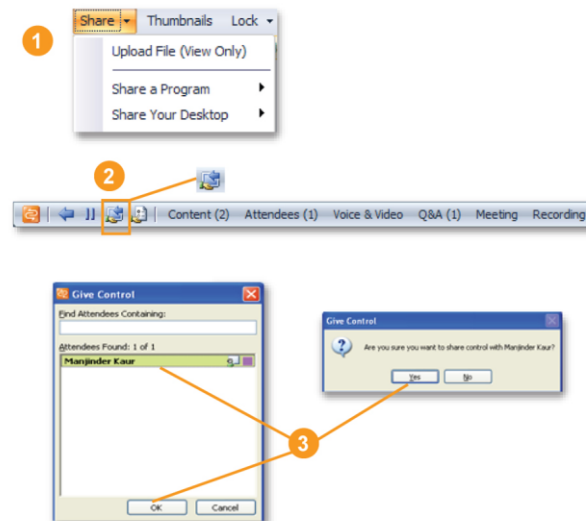 Share Thumbnails Lock
1
Upload File (View Only)
Share a Program
Share Your Desktop
2
Content (2) Attendees (1) Voice & Video Q&A (1) Meeting Recording
Give Control
Find Attendees Containing:
Attendees Found: 1 of 1
Manjinder Kaur
OK Cancel
Give Control
Are you sure you want to share control with Manjinder Kaur?
Yes No
3